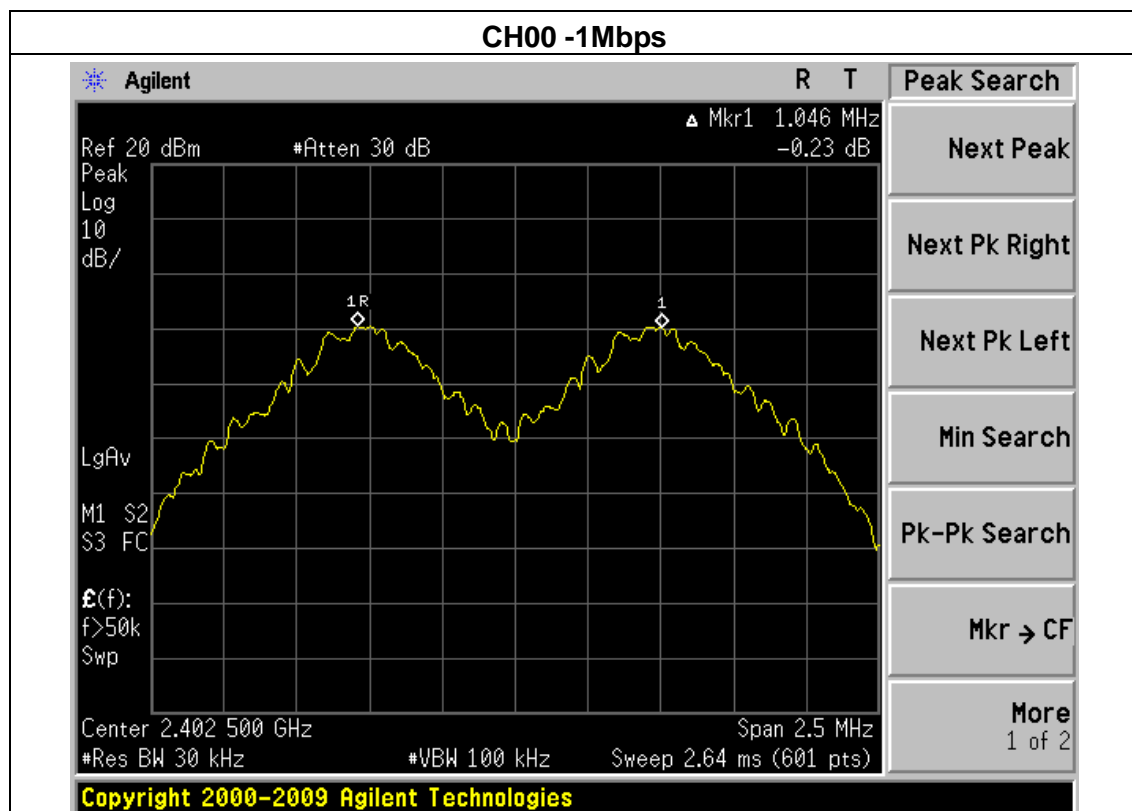 CH00 -1Mbps
Agilent R T
Peak Search
▵ Mkr1 1.046 MHz
Ref 20 dBm #Atten 30 dB -0.23 dB
Peak
Log
10
dB/
1R
1
LgAv
M1 S2
S3 FC
£(f):
f>50k
Swp
Center 2.402 500 GHz Span 2.5 MHz
#Res BW 30 kHz #VBW 100 kHz Sweep 2.64 ms (601 pts)
Copyright 2000-2009 Agilent Technologies
Next Peak
Next Pk Right
Next Pk Left
Min Search
Pk-Pk Search
Mkr → CF
More
1 of 2